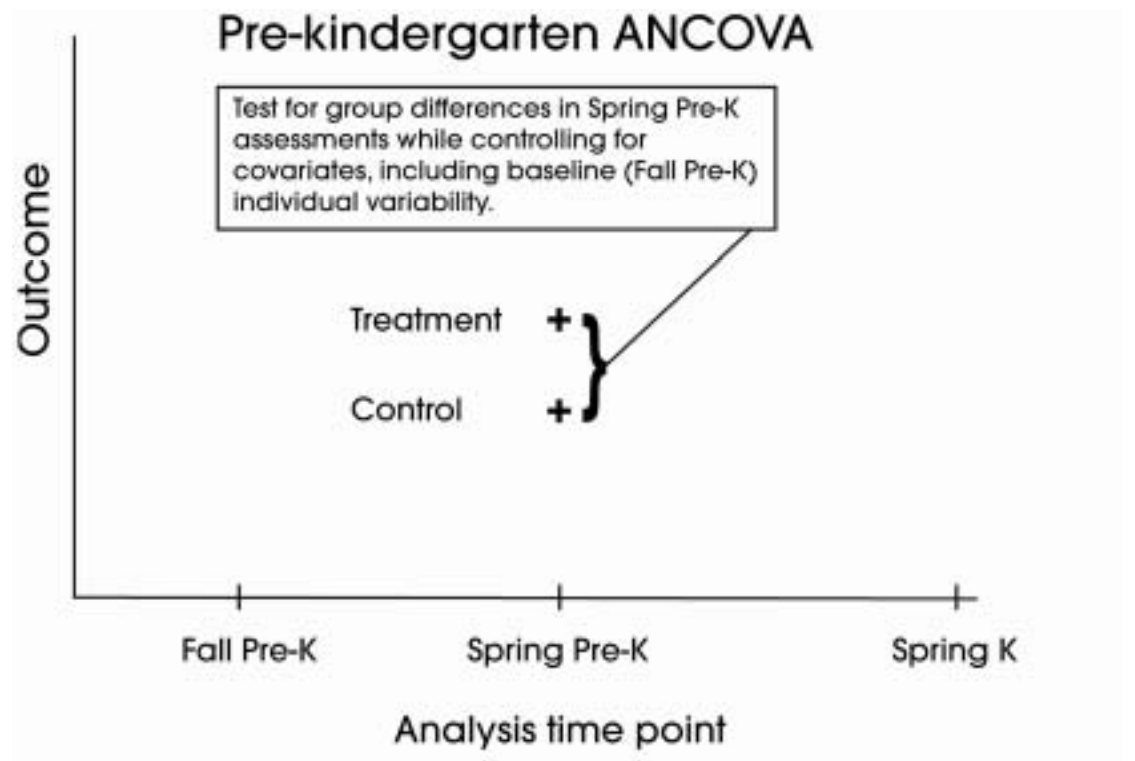 Pre-kindergarten ANCOVA
Test for group differences in Spring Pre-K
assessments while controlling for
covariates, including baseline (Fall Pre-K)
individual variability.
Outcome
Treatment
Control
Fall Pre-K
Spring Pre-K
Spring K
Analysis time point